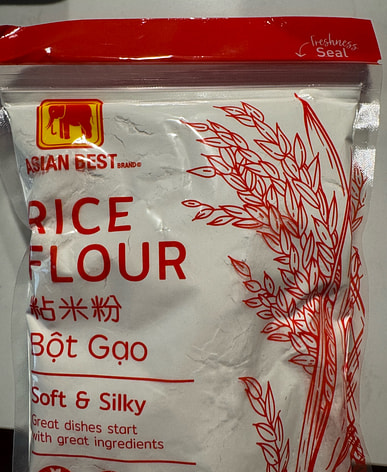 Freshness
Seal
ASIAN BEST BRAND®
RICE
FLOUR
粘米粉
Bột Gạo
Soft & Silky
Great dishes start
with great ingredients